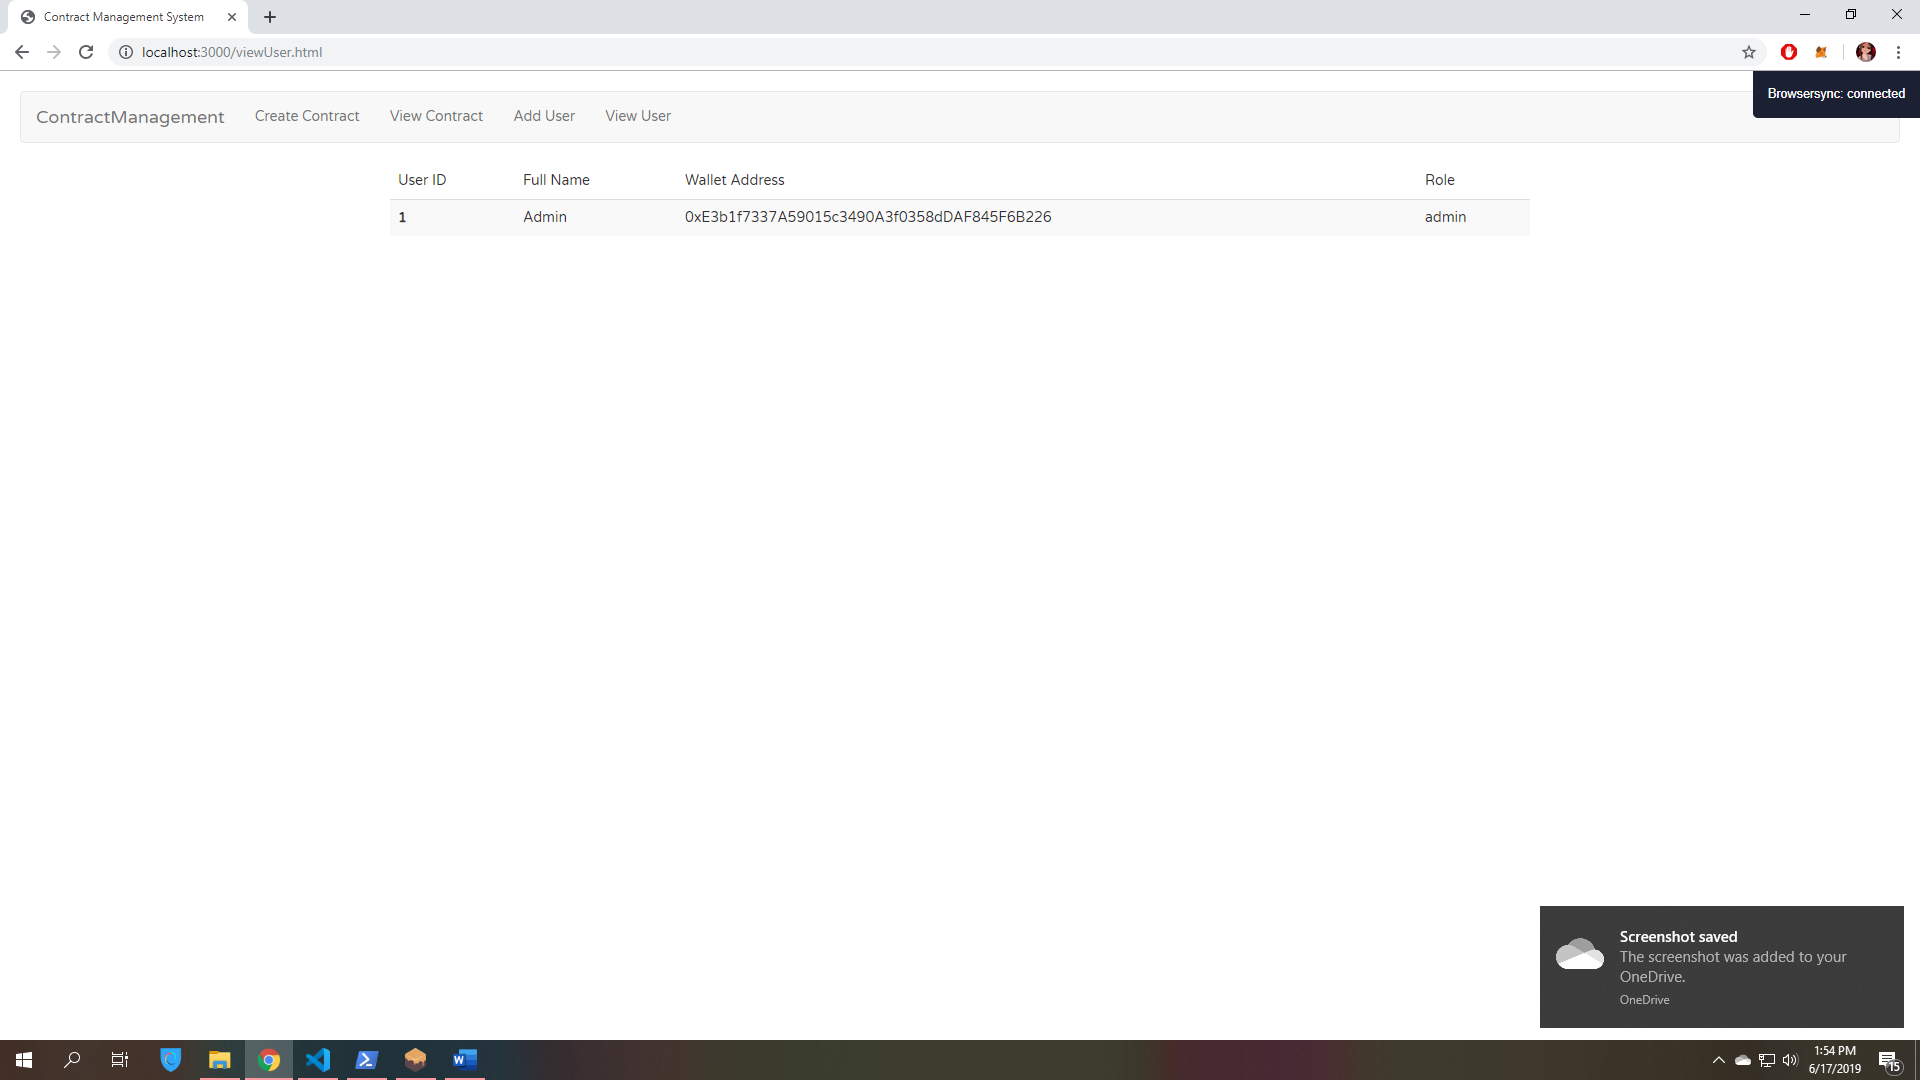 Contract Management System
localhost:3000/viewUser.html
Browsersync: connected
ContractManagement Create Contract View Contract Add User View User
User ID Full Name Wallet Address Role
1 Admin 0xE3b1f7337A59015c3490A3f0358dDAF845F6B226 admin
Screenshot saved
The screenshot was added to your
OneDrive.
OneDrive
1:54 PM
6/17/2019
15